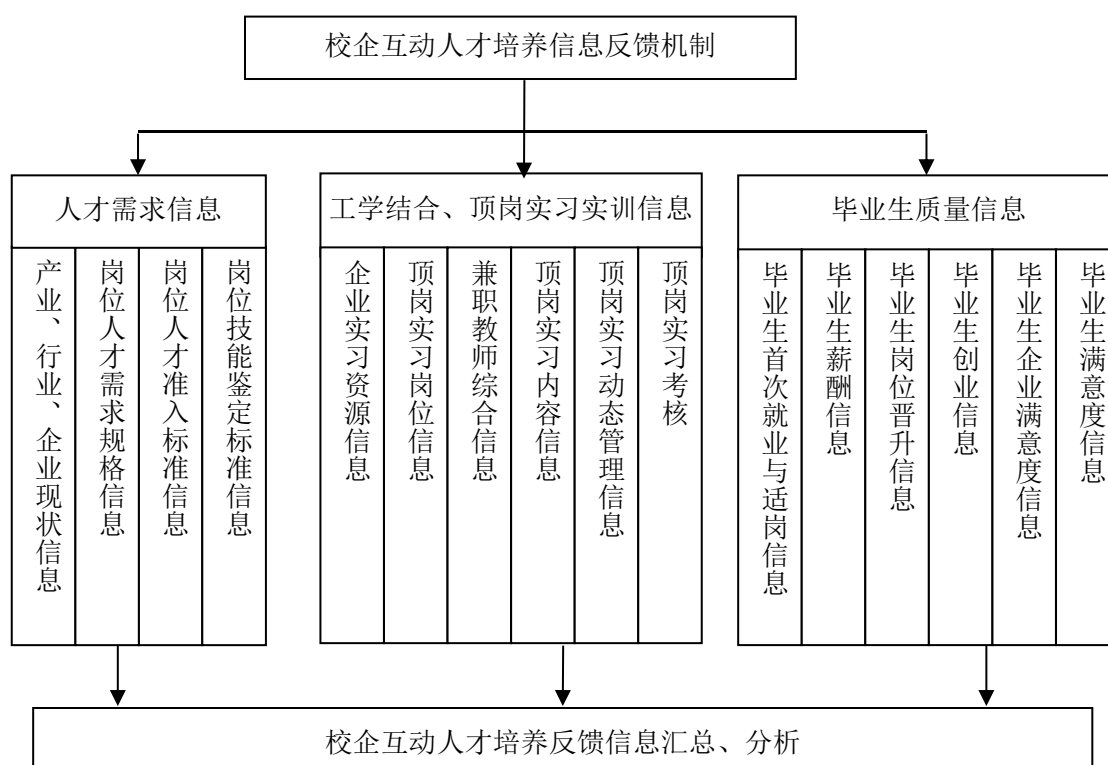 校企互动人才培养信息反馈机制
人才需求信息
产业、行业、企业现状信息
岗位人才需求规格信息
岗位人才准入标准信息
岗位技能鉴定标准信息
工学结合、顶岗实习实训信息
企业实习资源信息
顶岗实习岗位信息
兼职教师综合信息
顶岗实习内容信息
顶岗实习动态管理信息
顶岗实习考核
毕业生质量信息
毕业生首次就业与适岗信息
毕业生薪酬信息
毕业生岗位晋升信息
毕业生创业信息
毕业生企业满意度信息
毕业生满意度信息
校企互动人才培养反馈信息汇总、分析